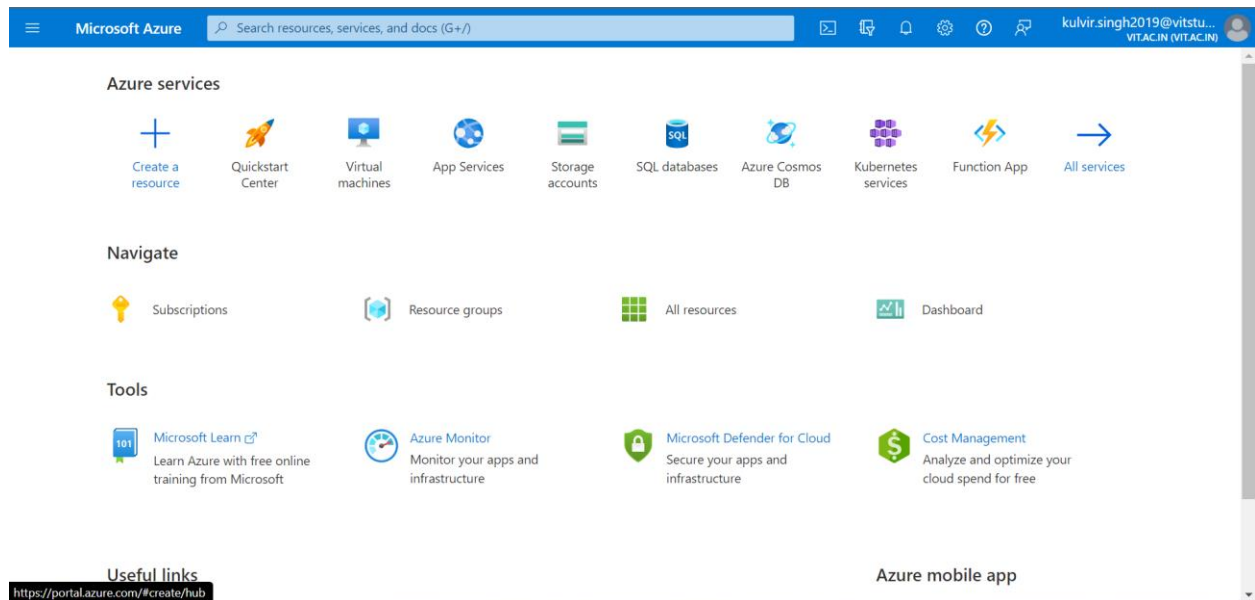 Microsoft Azure
Search resources, services, and docs (G+/)
kulvir.singh2019@vitstu...
VIT.AC.IN (VIT.AC.IN)
Azure services
Create a resource
Quickstart Center
Virtual machines
App Services
Storage accounts
SQL
SQL databases
Azure Cosmos DB
Kubernetes services
Function App
All services
Navigate
Subscriptions
Resource groups
All resources
Dashboard
Tools
101
Microsoft Learn
Learn Azure with free online
training from Microsoft
Azure Monitor
Monitor your apps and
infrastructure
Microsoft Defender for Cloud
Secure your apps and
infrastructure
Cost Management
Analyze and optimize your
cloud spend for free
Useful links
Azure mobile app
https://portal.azure.com/#create/hub